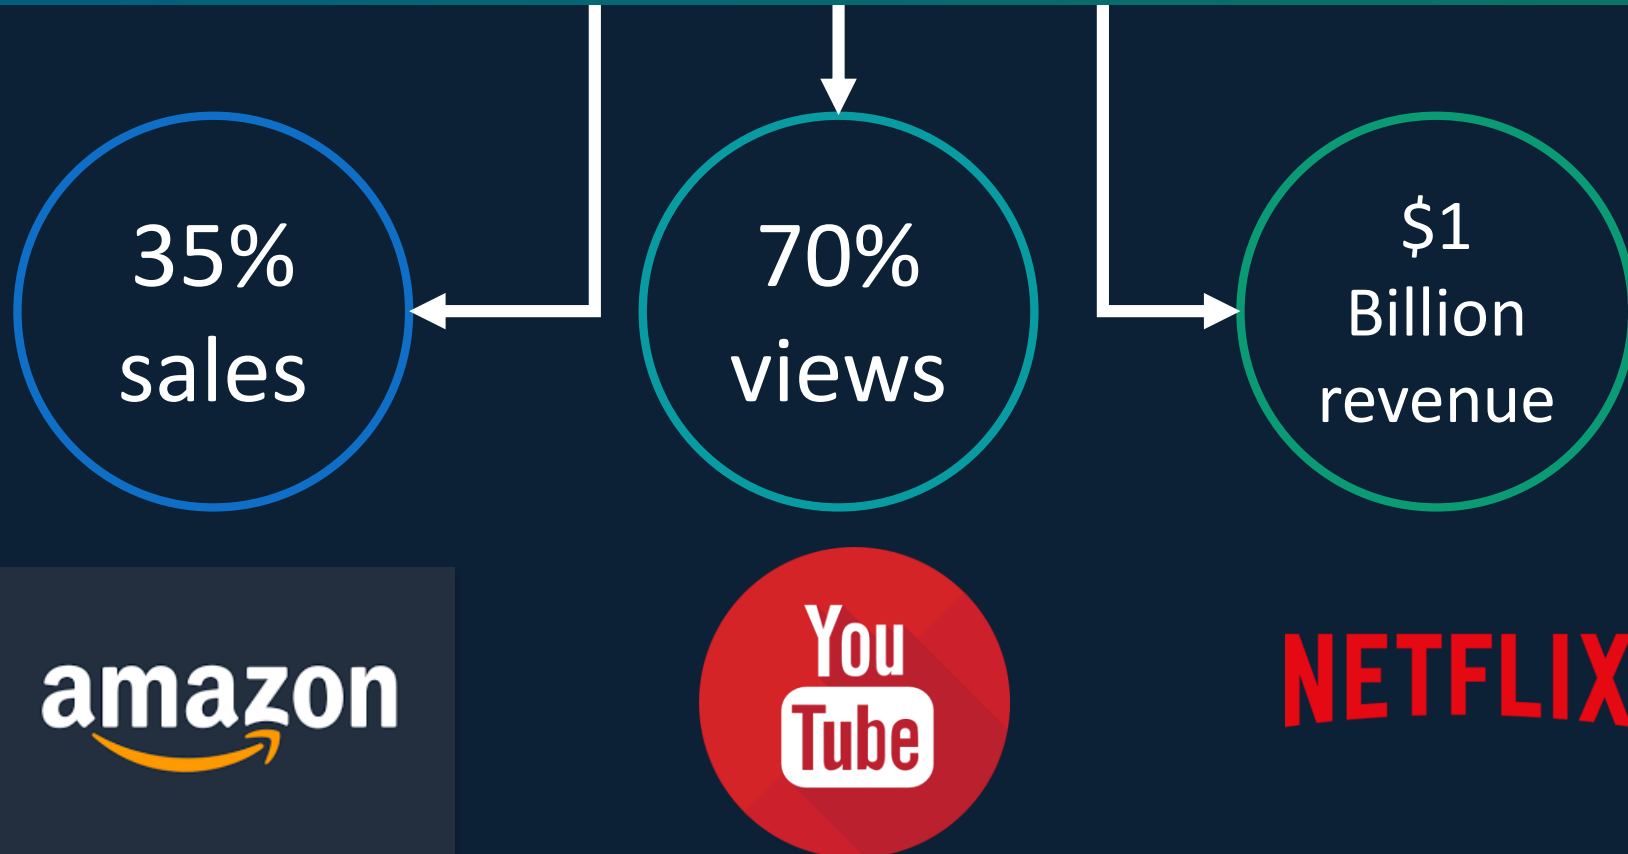 35%
sales
70%
views
$1
Billion
revenue
amazon
You
Tube
NETFLIX